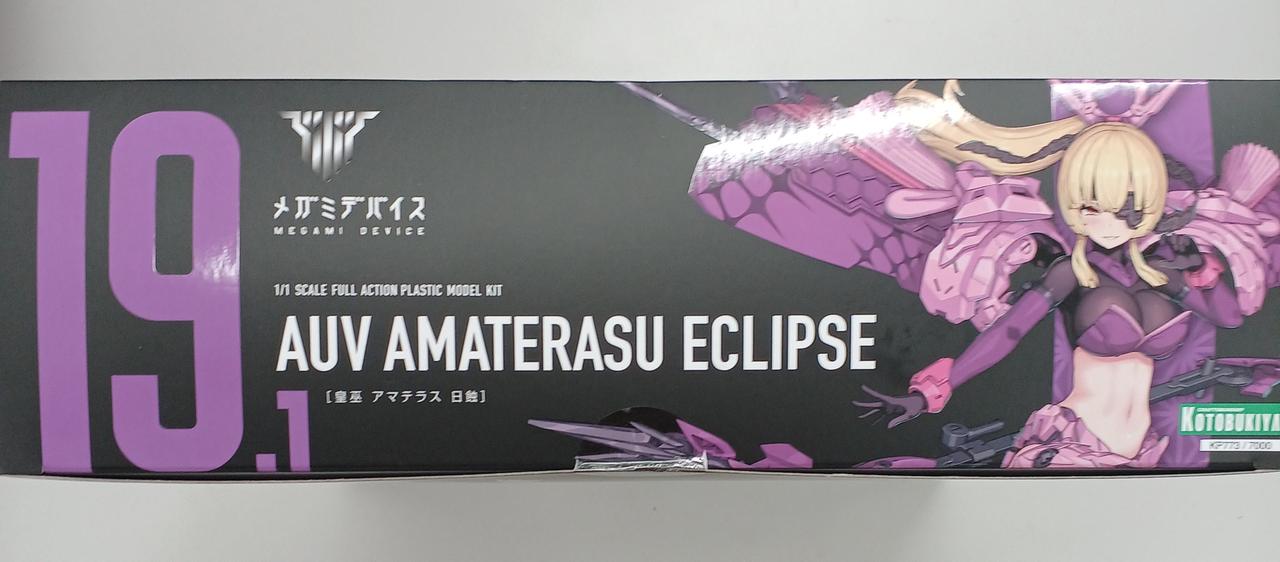 19.1
メガミデバイス
MEGAMI DEVICE
1/1 SCALE FULL ACTION PLASTIC MODEL KIT
AUV AMATERASU ECLIPSE
[皇巫 アマテラス 日蝕]
KOTOBUKIYA
KP773 / 7000